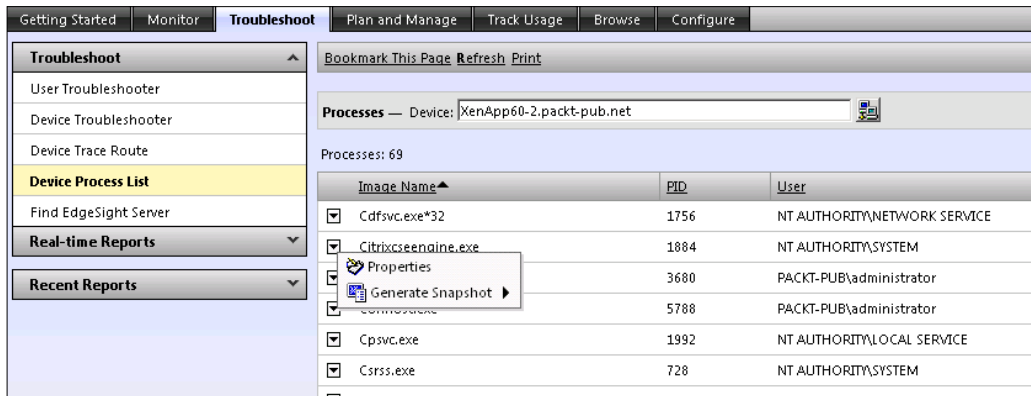 Getting Started Monitor Troubleshoot Plan and Manage Track Usage Browse Configure
Troubleshoot
User Troubleshooter
Device Troubleshooter
Device Trace Route
Device Process List
Find EdgeSight Server
Real-time Reports
Recent Reports
Bookmark This Page Refresh Print
Processes — Device: XenApp60-2.packt-pub.net
Processes: 69
Image Name PID User
Cdfsvc.exe*32 1756 NT AUTHORITY\NETWORK SERVICE
Citrixcseengine.exe 1884 NT AUTHORITY\SYSTEM
Properties
3680 PACKT-PUB\administrator
Generate Snapshot
5788 PACKT-PUB\administrator
Cpsvc.exe 1992 NT AUTHORITY\LOCAL SERVICE
Csrss.exe 728 NT AUTHORITY\SYSTEM